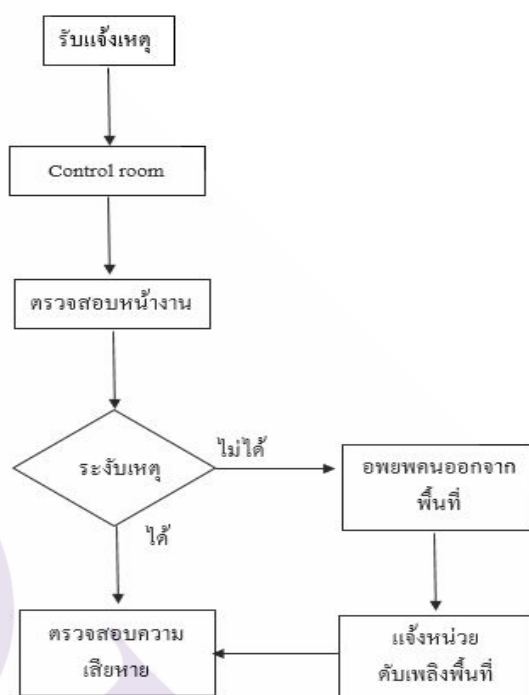 รับแจ้งเหตุ
Control room
ตรวจสอบหน้างาน
ระงับเหตุ
ไม่ได้
อพยพคนออกจาก
พื้นที่
ได้
ตรวจสอบความ
เสียหาย
แจ้งหน่วย
ดับเพลิงพื้นที่